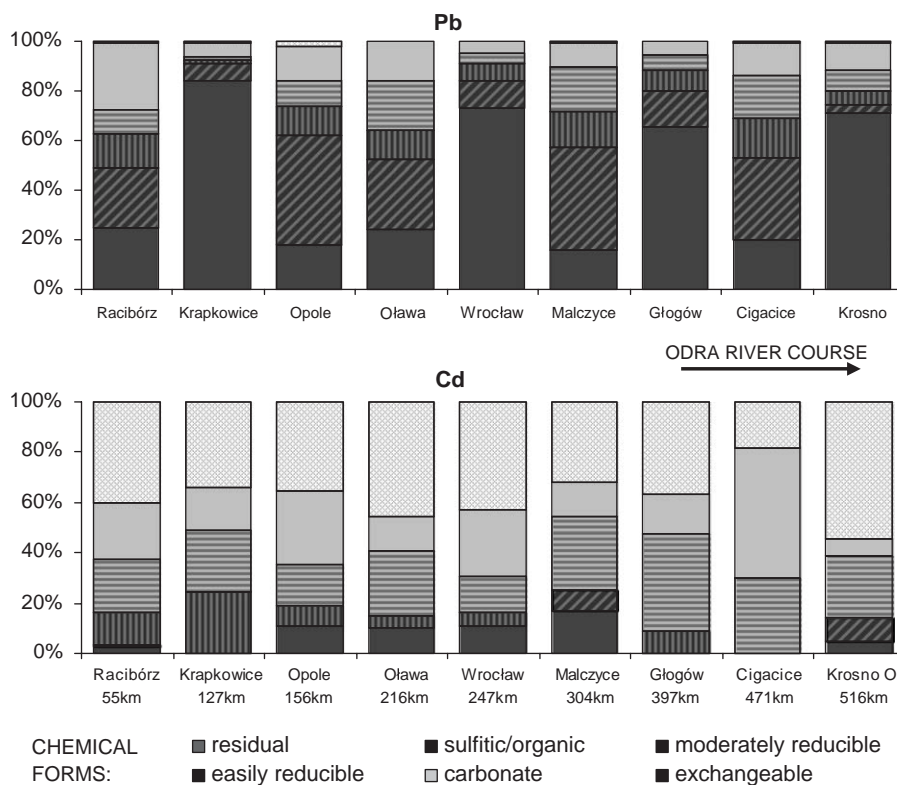 Pb
100%
80%
60%
40%
20%
0%
Racibórz Krapkowice Opole Oława Wrocław Malczyce Głogów Cigacice Krosno
ODRA RIVER COURSE
Cd
100%
80%
60%
40%
20%
0%
Racibórz Krapkowice Opole Oława Wrocław Malczyce Głogów Cigacice Krosno O
55km 127km 156km 216km 247km 304km 397km 471km 516km
CHEMICAL residual sulfitic/organic moderately reducible
FORMS: easily reducible carbonate exchangeable